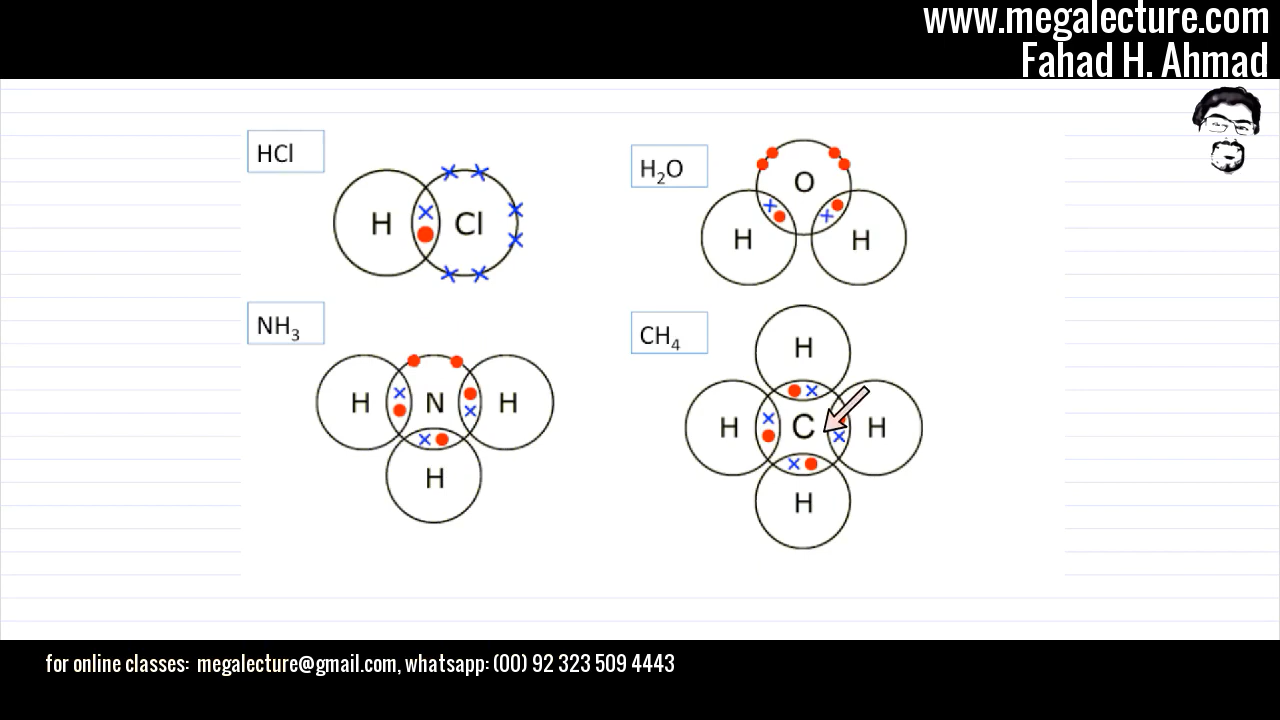 www.megalecture.com
Fahad H. Ahmad
HCl
H Cl
H₂O
O
H H
NH₃
H N H
H
CH₄
H
H C H
H
for online classes: megalecture@gmail.com, whatsapp: (00) 92 323 509 4443